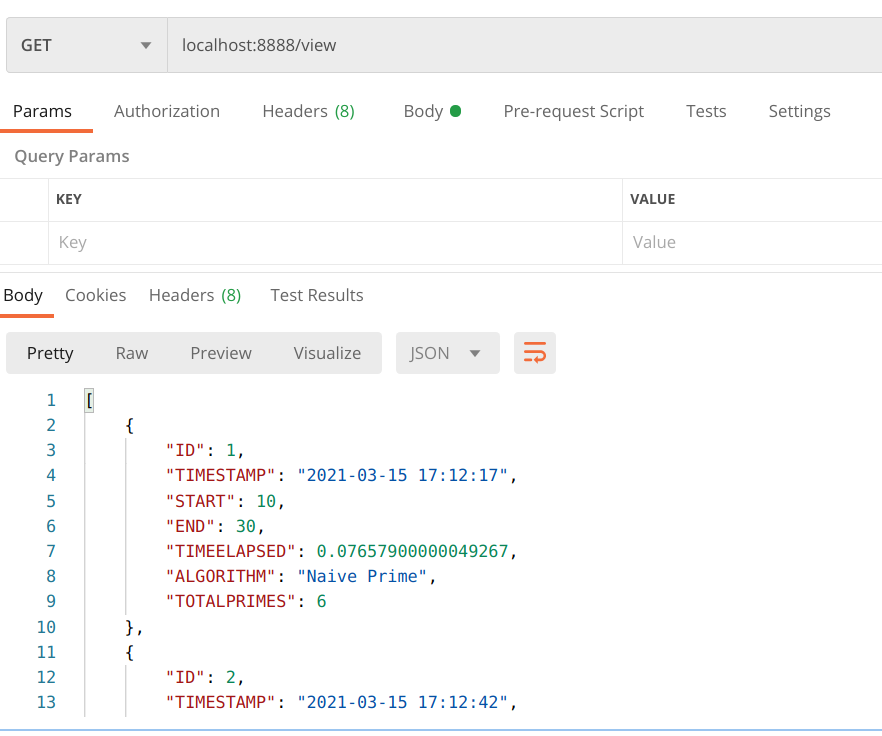 GET localhost:8888/view
Params Authorization Headers (8) Body Pre-request Script Tests Settings
Query Params
KEY VALUE
Key Value
Body Cookies Headers (8) Test Results
Pretty Raw Preview Visualize JSON
1 [
2 {
3 "ID": 1,
4 "TIMESTAMP": "2021-03-15 17:12:17",
5 "START": 10,
6 "END": 30,
7 "TIMEELAPSED": 0.07657900000049267,
8 "ALGORITHM": "Naive Prime",
9 "TOTALPRIMES": 6
10 },
11 {
12 "ID": 2,
13 "TIMESTAMP": "2021-03-15 17:12:42",